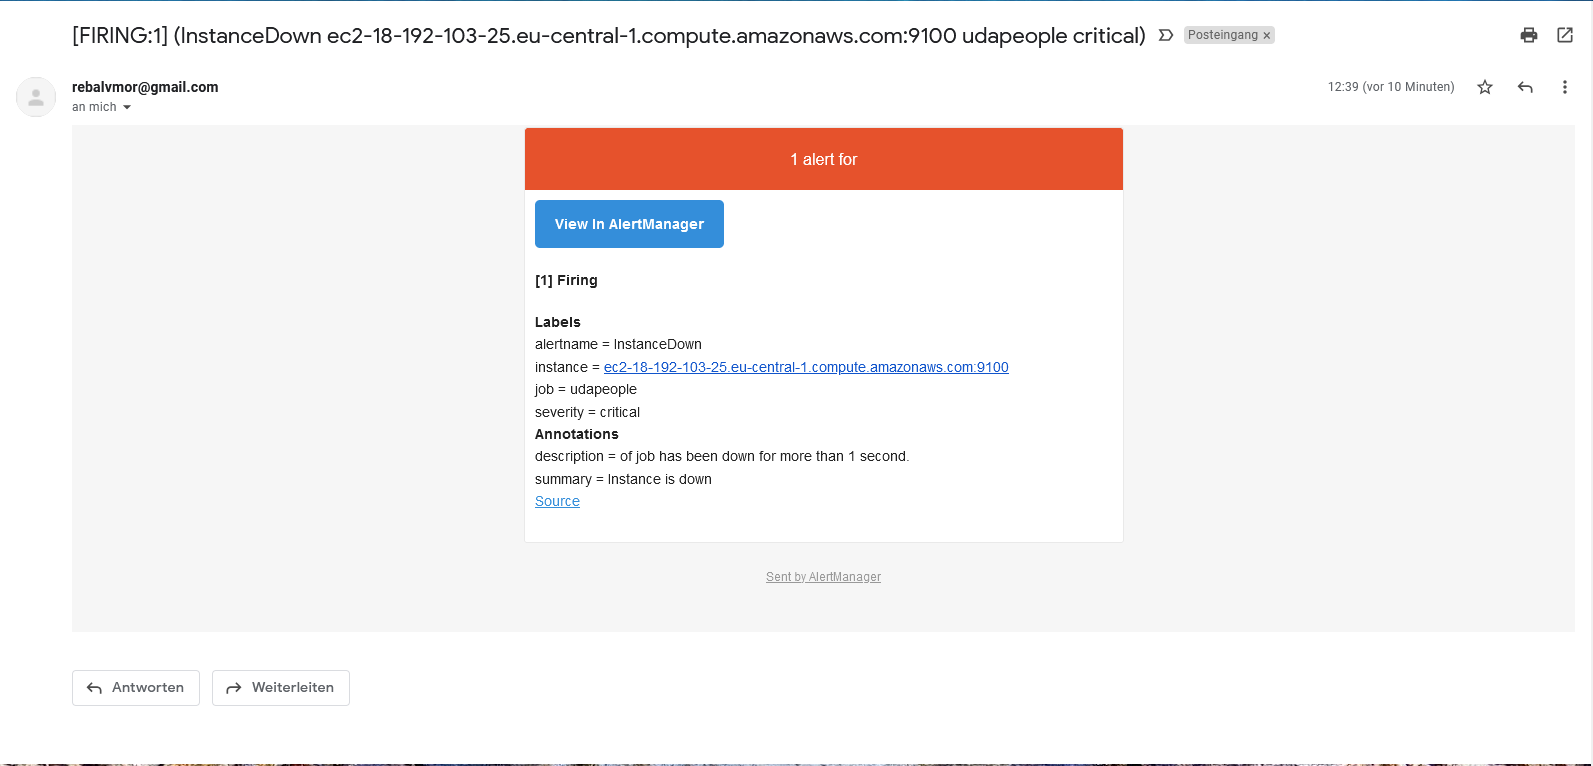 [FIRING:1] (InstanceDown ec2-18-192-103-25.eu-central-1.compute.amazonaws.com:9100 udapeople critical) Posteingang ×
rebalvmor@gmail.com 12:39 (vor 10 Minuten)
an mich
1 alert for
View in AlertManager
[1] Firing
Labels
alertname = InstanceDown
instance = ec2-18-192-103-25.eu-central-1.compute.amazonaws.com:9100
job = udapeople
severity = critical
Annotations
description = of job has been down for more than 1 second.
summary = Instance is down
Source
Sent by AlertManager
Antworten Weiterleiten